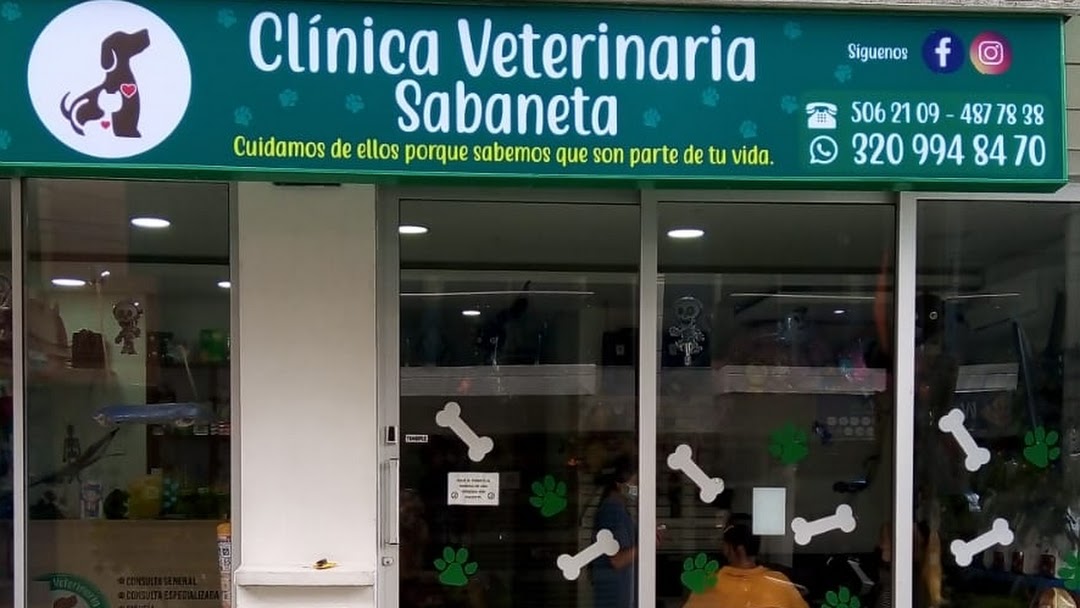 Clínica Veterinaria
Sabaneta
Cuidamos de ellos porque sabemos que son parte de tu vida.
Síguenos
506 21 09 - 487 78 38
320 994 84 70
Veterinaria
CONSULTA GENERAL
CONSULTA ESPECIALIZADA